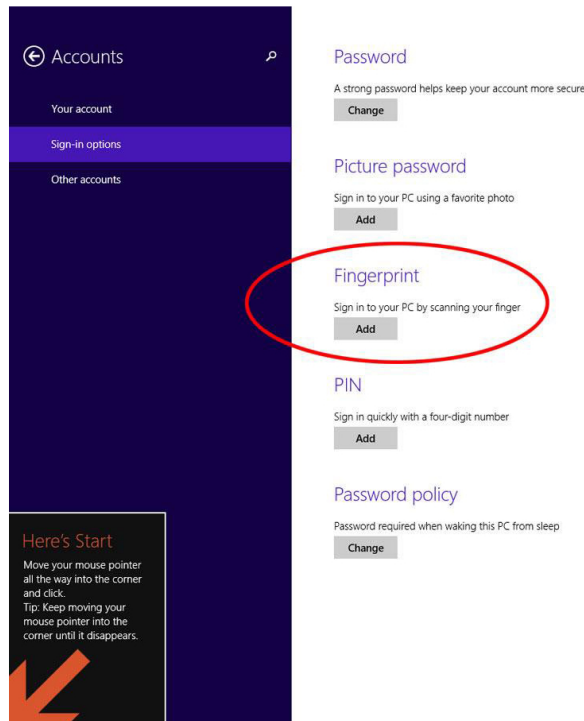 Accounts
Your account
Sign-in options
Other accounts
Here's Start
Move your mouse pointer
all the way into the corner
and click.
Tip: Keep moving your
mouse pointer into the
corner until it disappears.
Password
A strong password helps keep your account more secure
Change
Picture password
Sign in to your PC using a favorite photo
Add
Fingerprint
Sign in to your PC by scanning your finger
Add
PIN
Sign in quickly with a four-digit number
Add
Password policy
Password required when waking this PC from sleep
Change